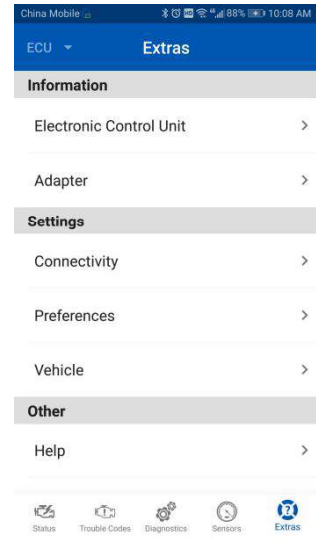 China Mobile 88% 10:08 AM
ECU Extras
Information
Electronic Control Unit
Adapter
Settings
Connectivity
Preferences
Vehicle
Other
Help
Status Trouble Codes Diagnostics Sensors Extras